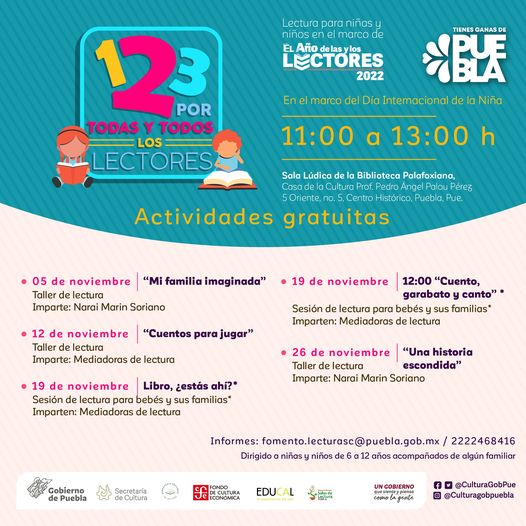 Lectura para niñas y
niños en el marco de
EL Año de las y los
LECTORES
2022
TIENES GANAS DE
PUEBLA
123
POR
TODAS Y TODOS
LOS
LECTORES
En el marco del Día Internacional de la Niña
11:00 a 13:00 h
Sala Lúdica de la Biblioteca Palafoxiana,
Casa de la Cultura Prof. Pedro Ángel Palou Pérez
5 Oriente, no. 5, Centro Histórico, Puebla, Pue.
Actividades gratuitas
05 de noviembre "Mi familia imaginada"
Taller de lectura
Imparte: Narai Marin Soriano
12 de noviembre "Cuentos para jugar"
Taller de lectura
Imparte: Mediadoras de lectura
19 de noviembre Libro, ¿estás ahí?*
Sesión de lectura para bebés y sus familias*
Imparten: Mediadoras de lectura
19 de noviembre 12:00 "Cuento,
garabato y canto" *
Sesión de lectura para bebés y sus familias*
Imparten: Mediadoras de lectura
26 de noviembre "Una historia
escondida"
Taller de lectura
Imparte: Narai Marin Soriano
Informes: fomento.lecturasc@puebla.gob.mx / 2222468416
Dirigido a niñas y niños de 6 a 12 años acompañados de algún familiar
Gobierno
de Puebla
Secretaría
de Cultura
FONDO
DE CULTURA
ECONÓMICA
EDUCAL
UN GOBIERNO
que siente y piensa
como la gente
@CulturaGobPue
@Culturagobpuebla